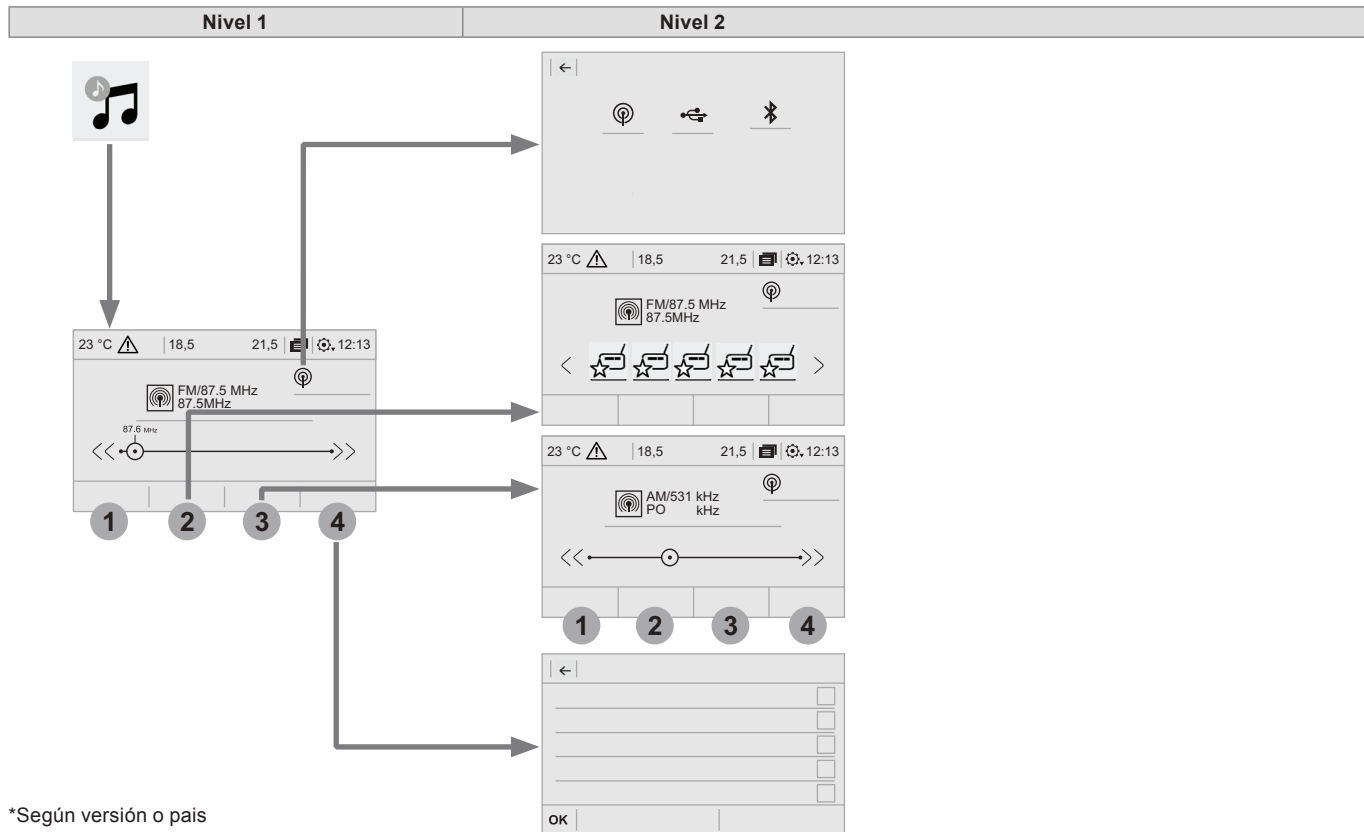 Nivel 1 Nivel 2
23 °C 18,5 21,5 12:13
FM/87.5 MHz
87.5MHz
87.6 MHz
1 2 3 4
23 °C 18,5 21,5 12:13
FM/87.5 MHz
87.5MHz
23 °C 18,5 21,5 12:13
AM/531 kHz
PO kHz
1 2 3 4
OK
*Según versión o pais